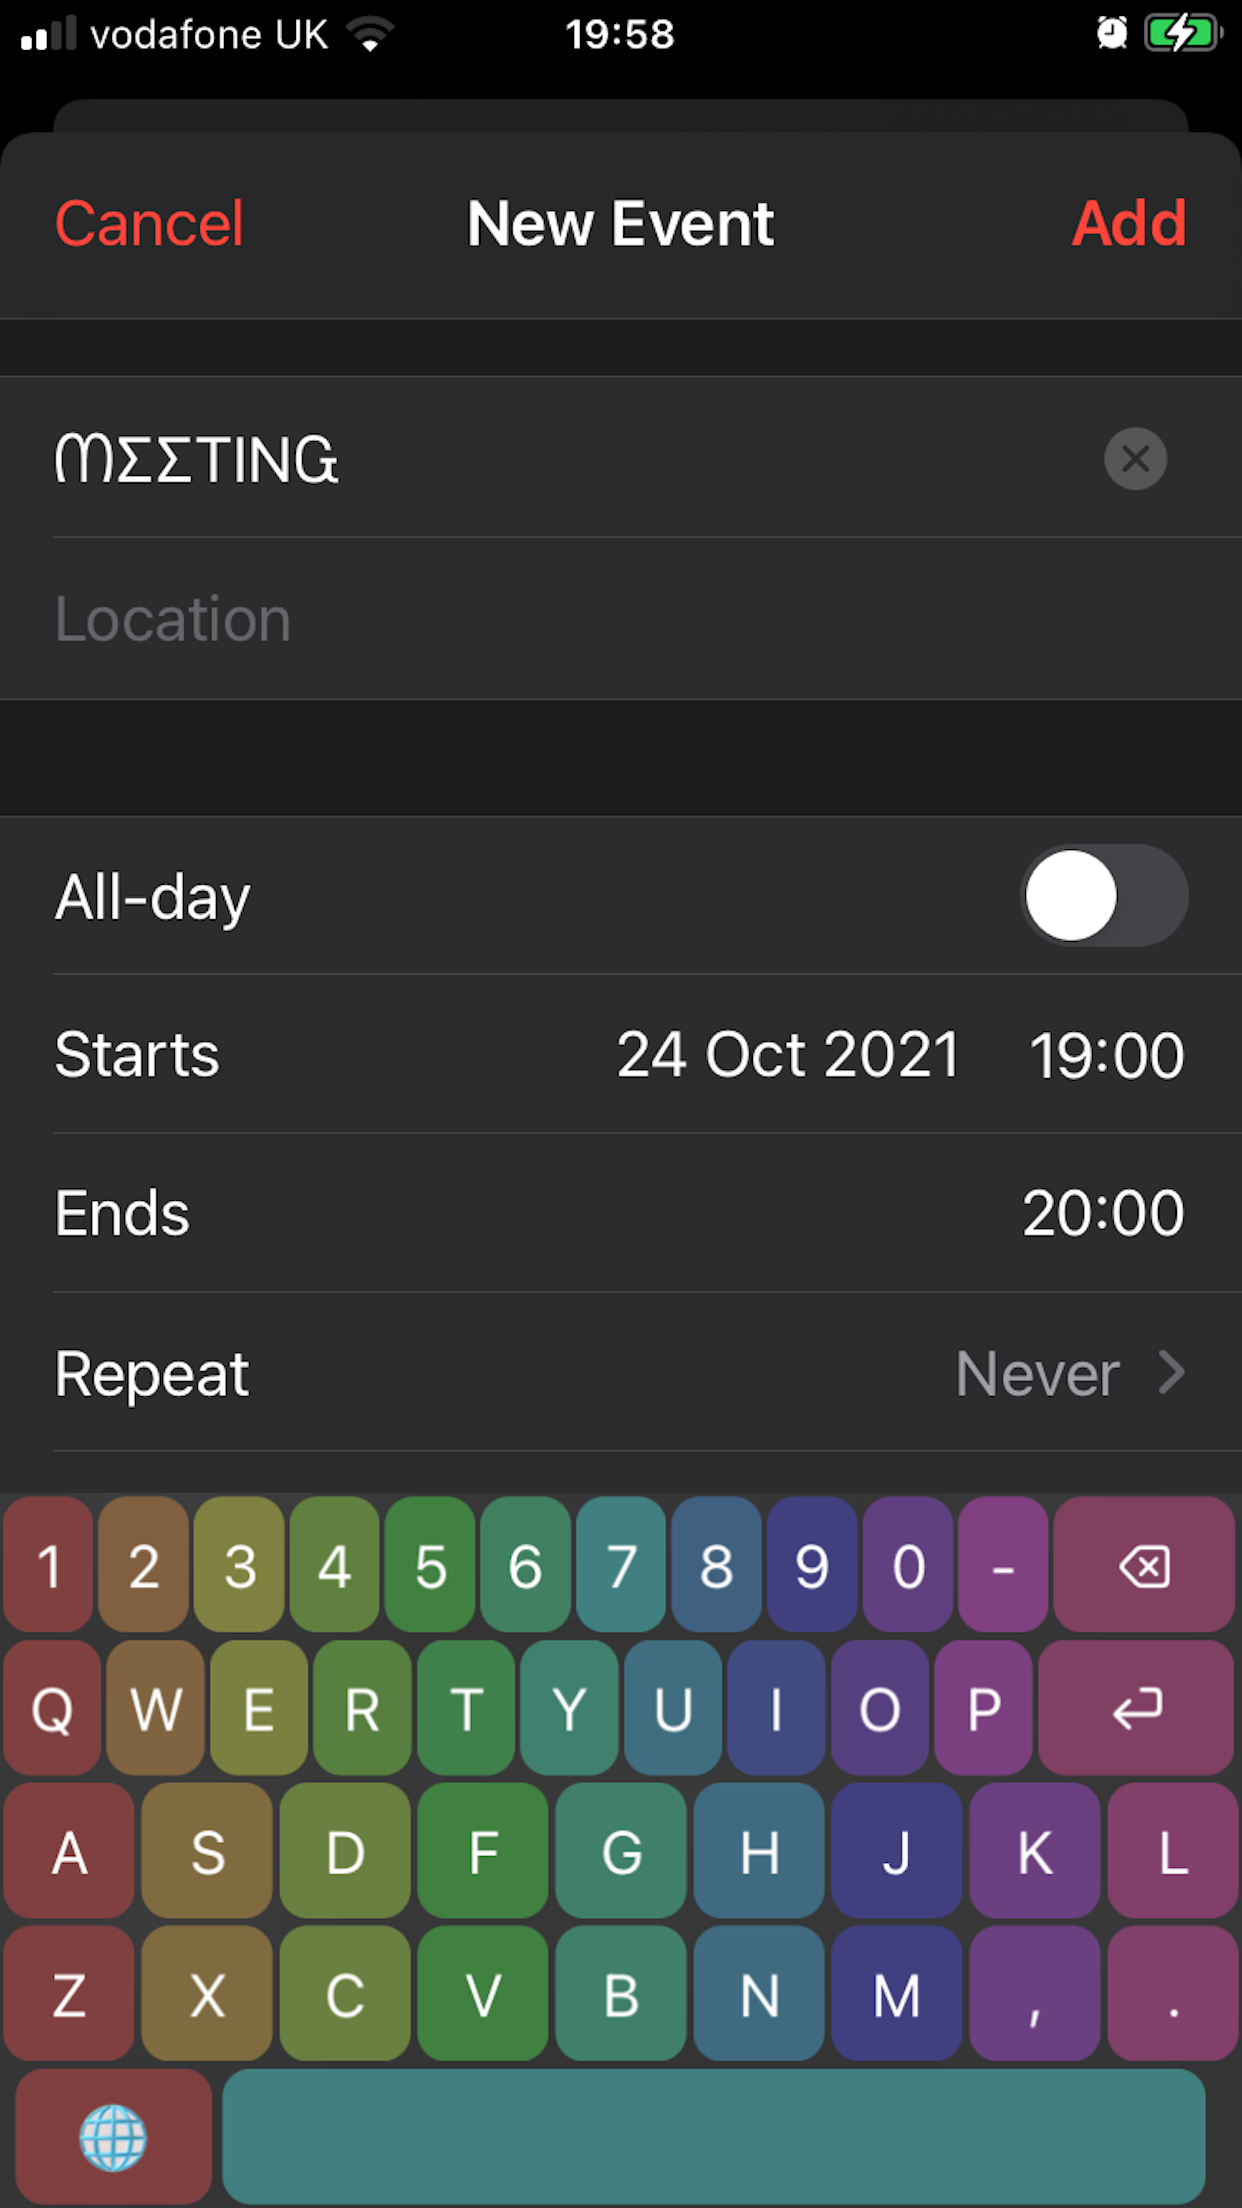 vodafone UK 19:58
Cancel New Event Add
ᗰΣΣTING
Location
All-day
Starts 24 Oct 2021 19:00
Ends 20:00
Repeat Never
1 2 3 4 5 6 7 8 9 0 -
Q W E R T Y U I O P
A S D F G H J K L
Z X C V B N M , .